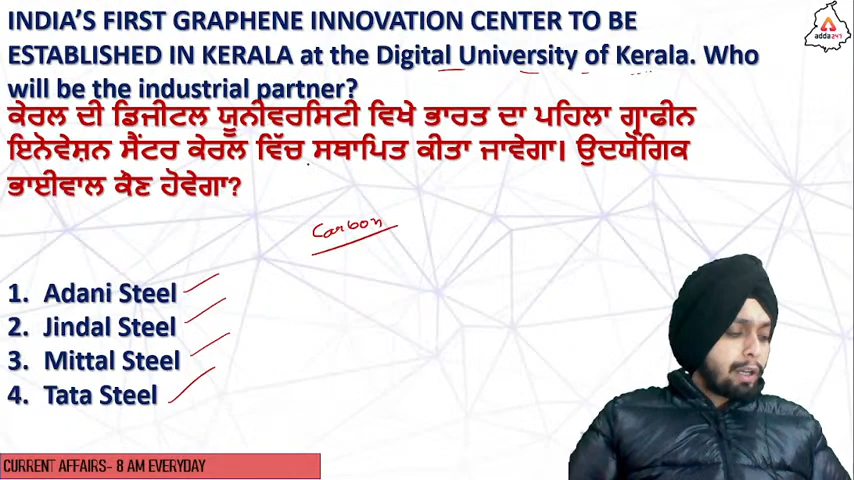 INDIA'S FIRST GRAPHENE INNOVATION CENTER TO BE
ESTABLISHED IN KERALA at the Digital University of Kerala. Who
will be the industrial partner?
ਕੇਰਲ ਦੀ ਡਿਜੀਟਲ ਯੂਨੀਵਰਸਿਟੀ ਵਿਖੇ ਭਾਰਤ ਦਾ ਪਹਿਲਾ ਗ੍ਰਾਫੀਨ
ਇਨੋਵੇਸ਼ਨ ਸੈਂਟਰ ਕੇਰਲ ਵਿੱਚ ਸਥਾਪਿਤ ਕੀਤਾ ਜਾਵੇਗਾ। ਉਦਯੋਗਿਕ
ਭਾਈਵਾਲ ਕੌਣ ਹੋਵੇਗਾ?
Carbon
1. Adani Steel
2. Jindal Steel
3. Mittal Steel
4. Tata Steel
CURRENT AFFAIRS- 8 AM EVERYDAY
adda247